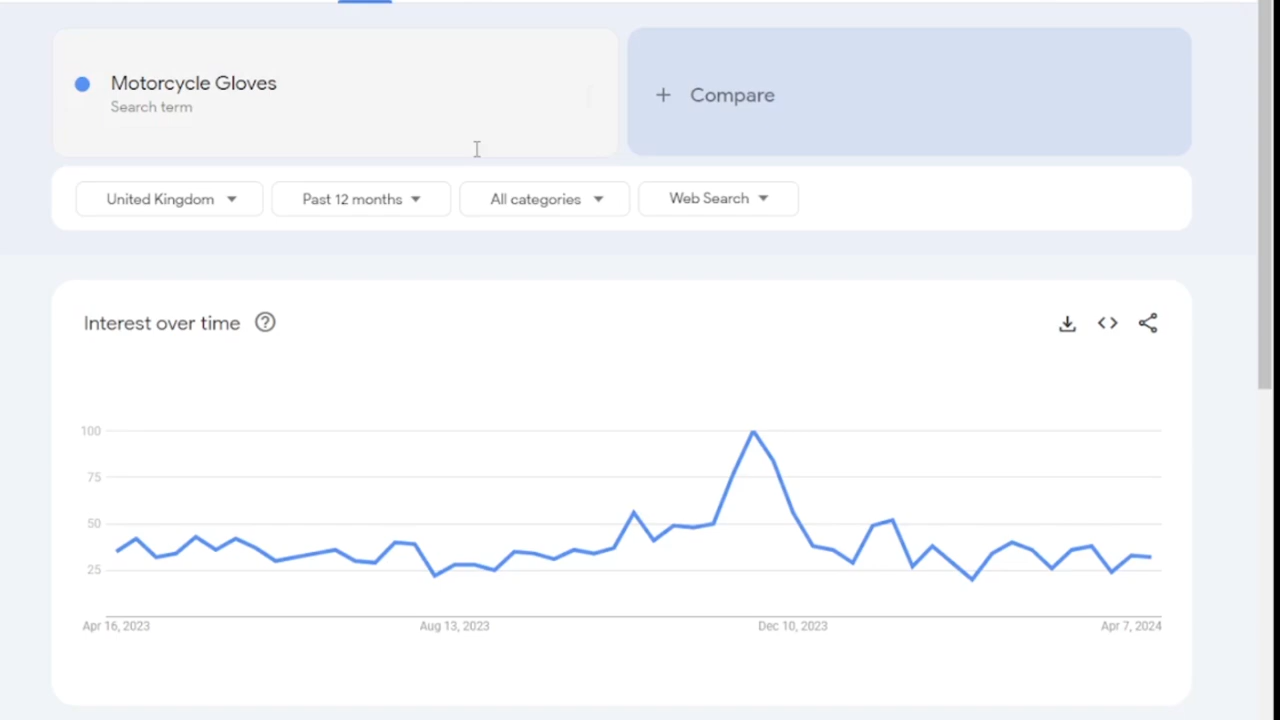 Motorcycle Gloves
Search term
+ Compare
United Kingdom
Past 12 months
All categories
Web Search
Interest over time ?
100
75
50
25
Apr 16, 2023
Aug 13, 2023
Dec 10, 2023
Apr 7, 2024